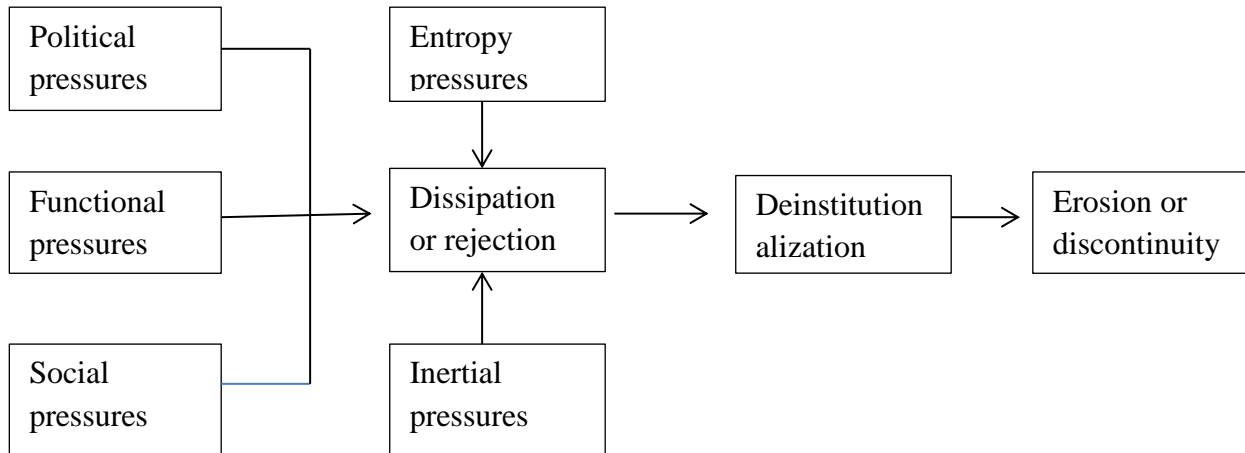 Political
pressures
Entropy
pressures
Functional
pressures
Dissipation
or rejection
Deinstitution
alization
Erosion or
discontinuity
Social
pressures
Inertial
pressures